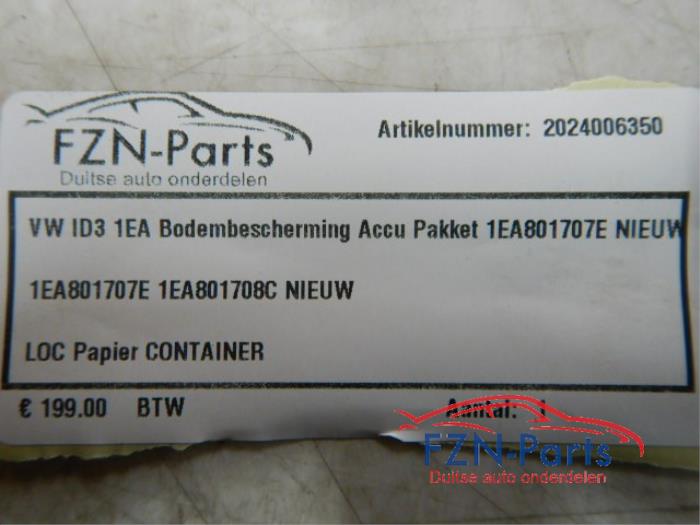 FZN-Parts
Duitse auto onderdelen
Artikelnummer: 2024006350
VW ID3 1EA Bodembescherming Accu Pakket 1EA801707E NIEUW
1EA801707E 1EA801708C NIEUW
LOC Papier CONTAINER
€ 199.00 BTW Aantal: 1
FZN-Parts
Duitse auto onderdelen